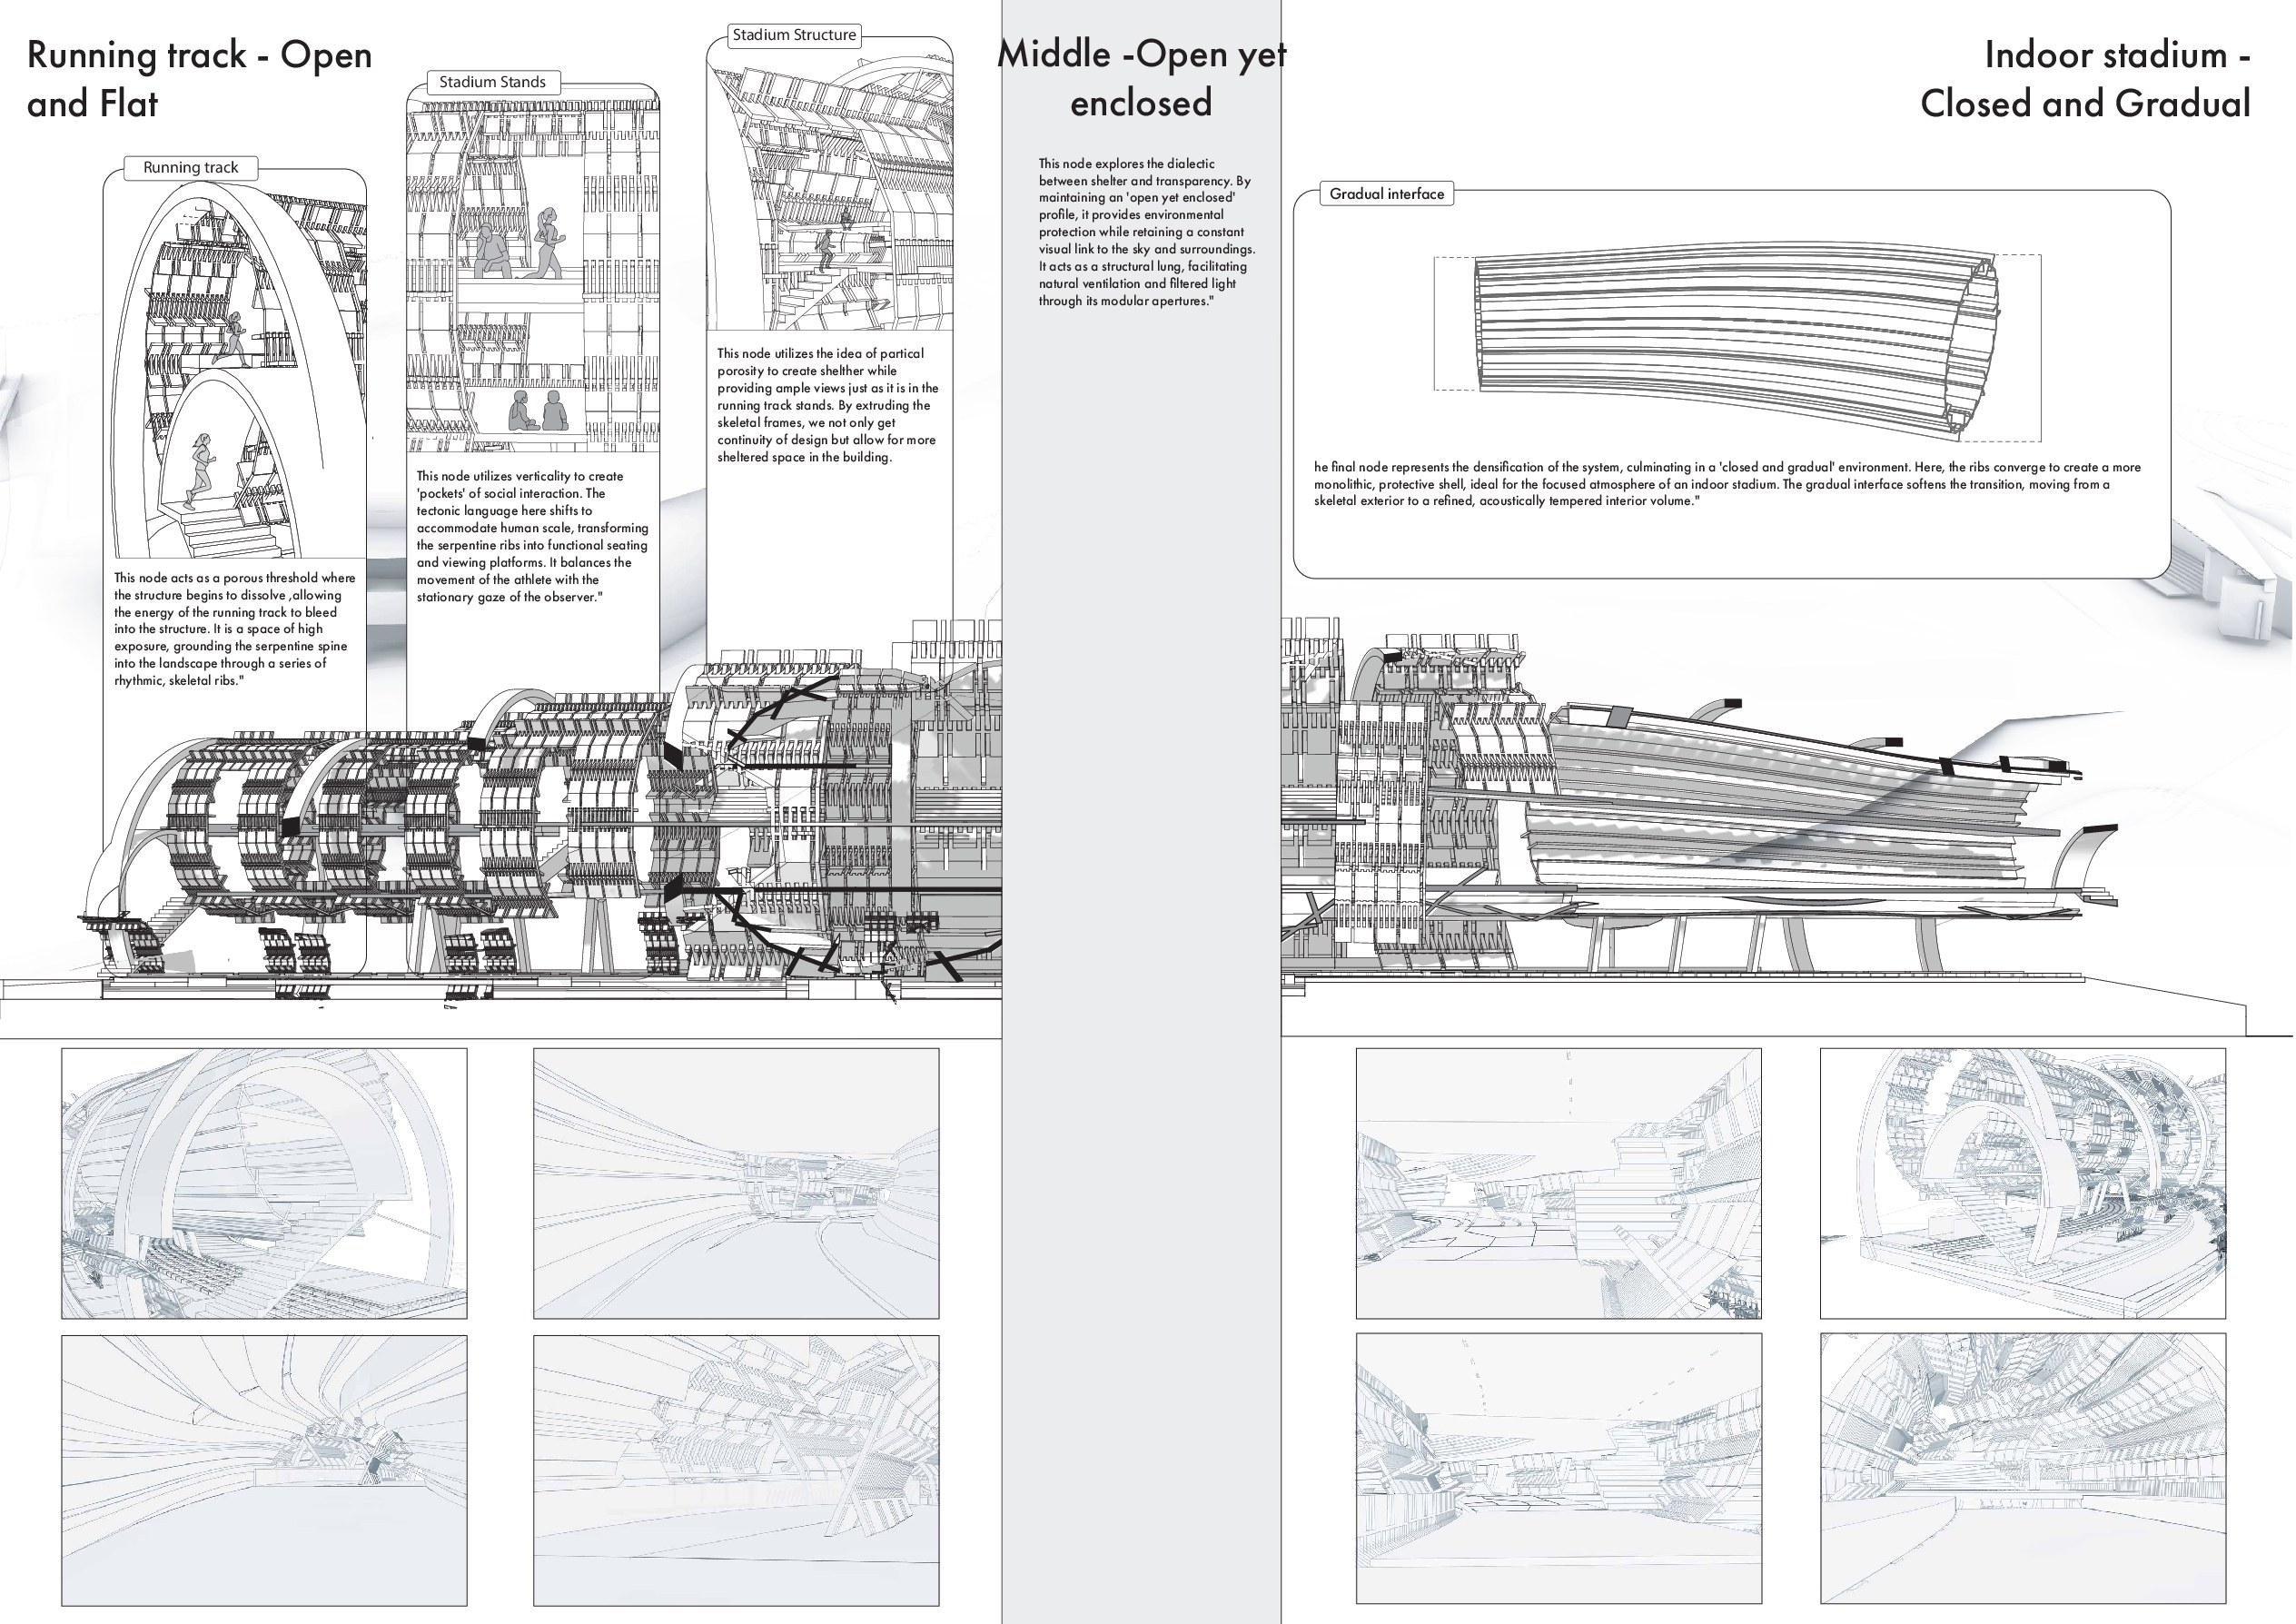 Running track - Open
and Flat
Running track
This node acts as a porous threshold where
the structure begins to dissolve ,allowing
the energy of the running track to bleed
into the structure. It is a space of high
exposure, grounding the serpentine spine
into the landscape through a series of
rhythmic, skeletal ribs."
Stadium Stands
This node utilizes verticality to create
'pockets' of social interaction. The
tectonic language here shifts to
accommodate human scale, transforming
the serpentine ribs into functional seating
and viewing platforms. It balances the
movement of the athlete with the
stationary gaze of the observer."
Stadium Structure
This node utilizes the idea of partical
porosity to create shelther while
providing ample views just as it is in the
running track stands. By extruding the
skeletal frames, we not only get
continuity of design but allow for more
sheltered space in the building.
Middle -Open yet
enclosed
This node explores the dialectic
between shelter and transparency. By
maintaining an 'open yet enclosed'
profile, it provides environmental
protection while retaining a constant
visual link to the sky and surroundings.
It acts as a structural lung, facilitating
natural ventilation and filtered light
through its modular apertures."
Indoor stadium -
Closed and Gradual
Gradual interface
he final node represents the densification of the system, culminating in a 'closed and gradual' environment. Here, the ribs converge to create a more
monolithic, protective shell, ideal for the focused atmosphere of an indoor stadium. The gradual interface softens the transition, moving from a
skeletal exterior to a refined, acoustically tempered interior volume."